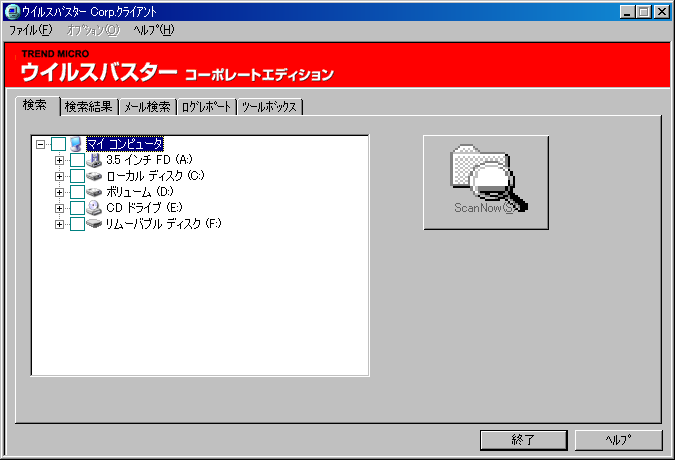 ウイルスバスター Corp.クライアント
ファイル(F) オプション(O) ヘルプ(H)
TREND MICRO
ウイルスバスター コーポレートエディション
検索 検索結果 メール検索 ログレポート ツールボックス
マイ コンピュータ
3.5 インチ FD (A:)
ローカル ディスク (C:)
ボリューム (D:)
CD ドライブ (E:)
リムーバブル ディスク (F:)
ScanNow(S)
終了 ヘルプ